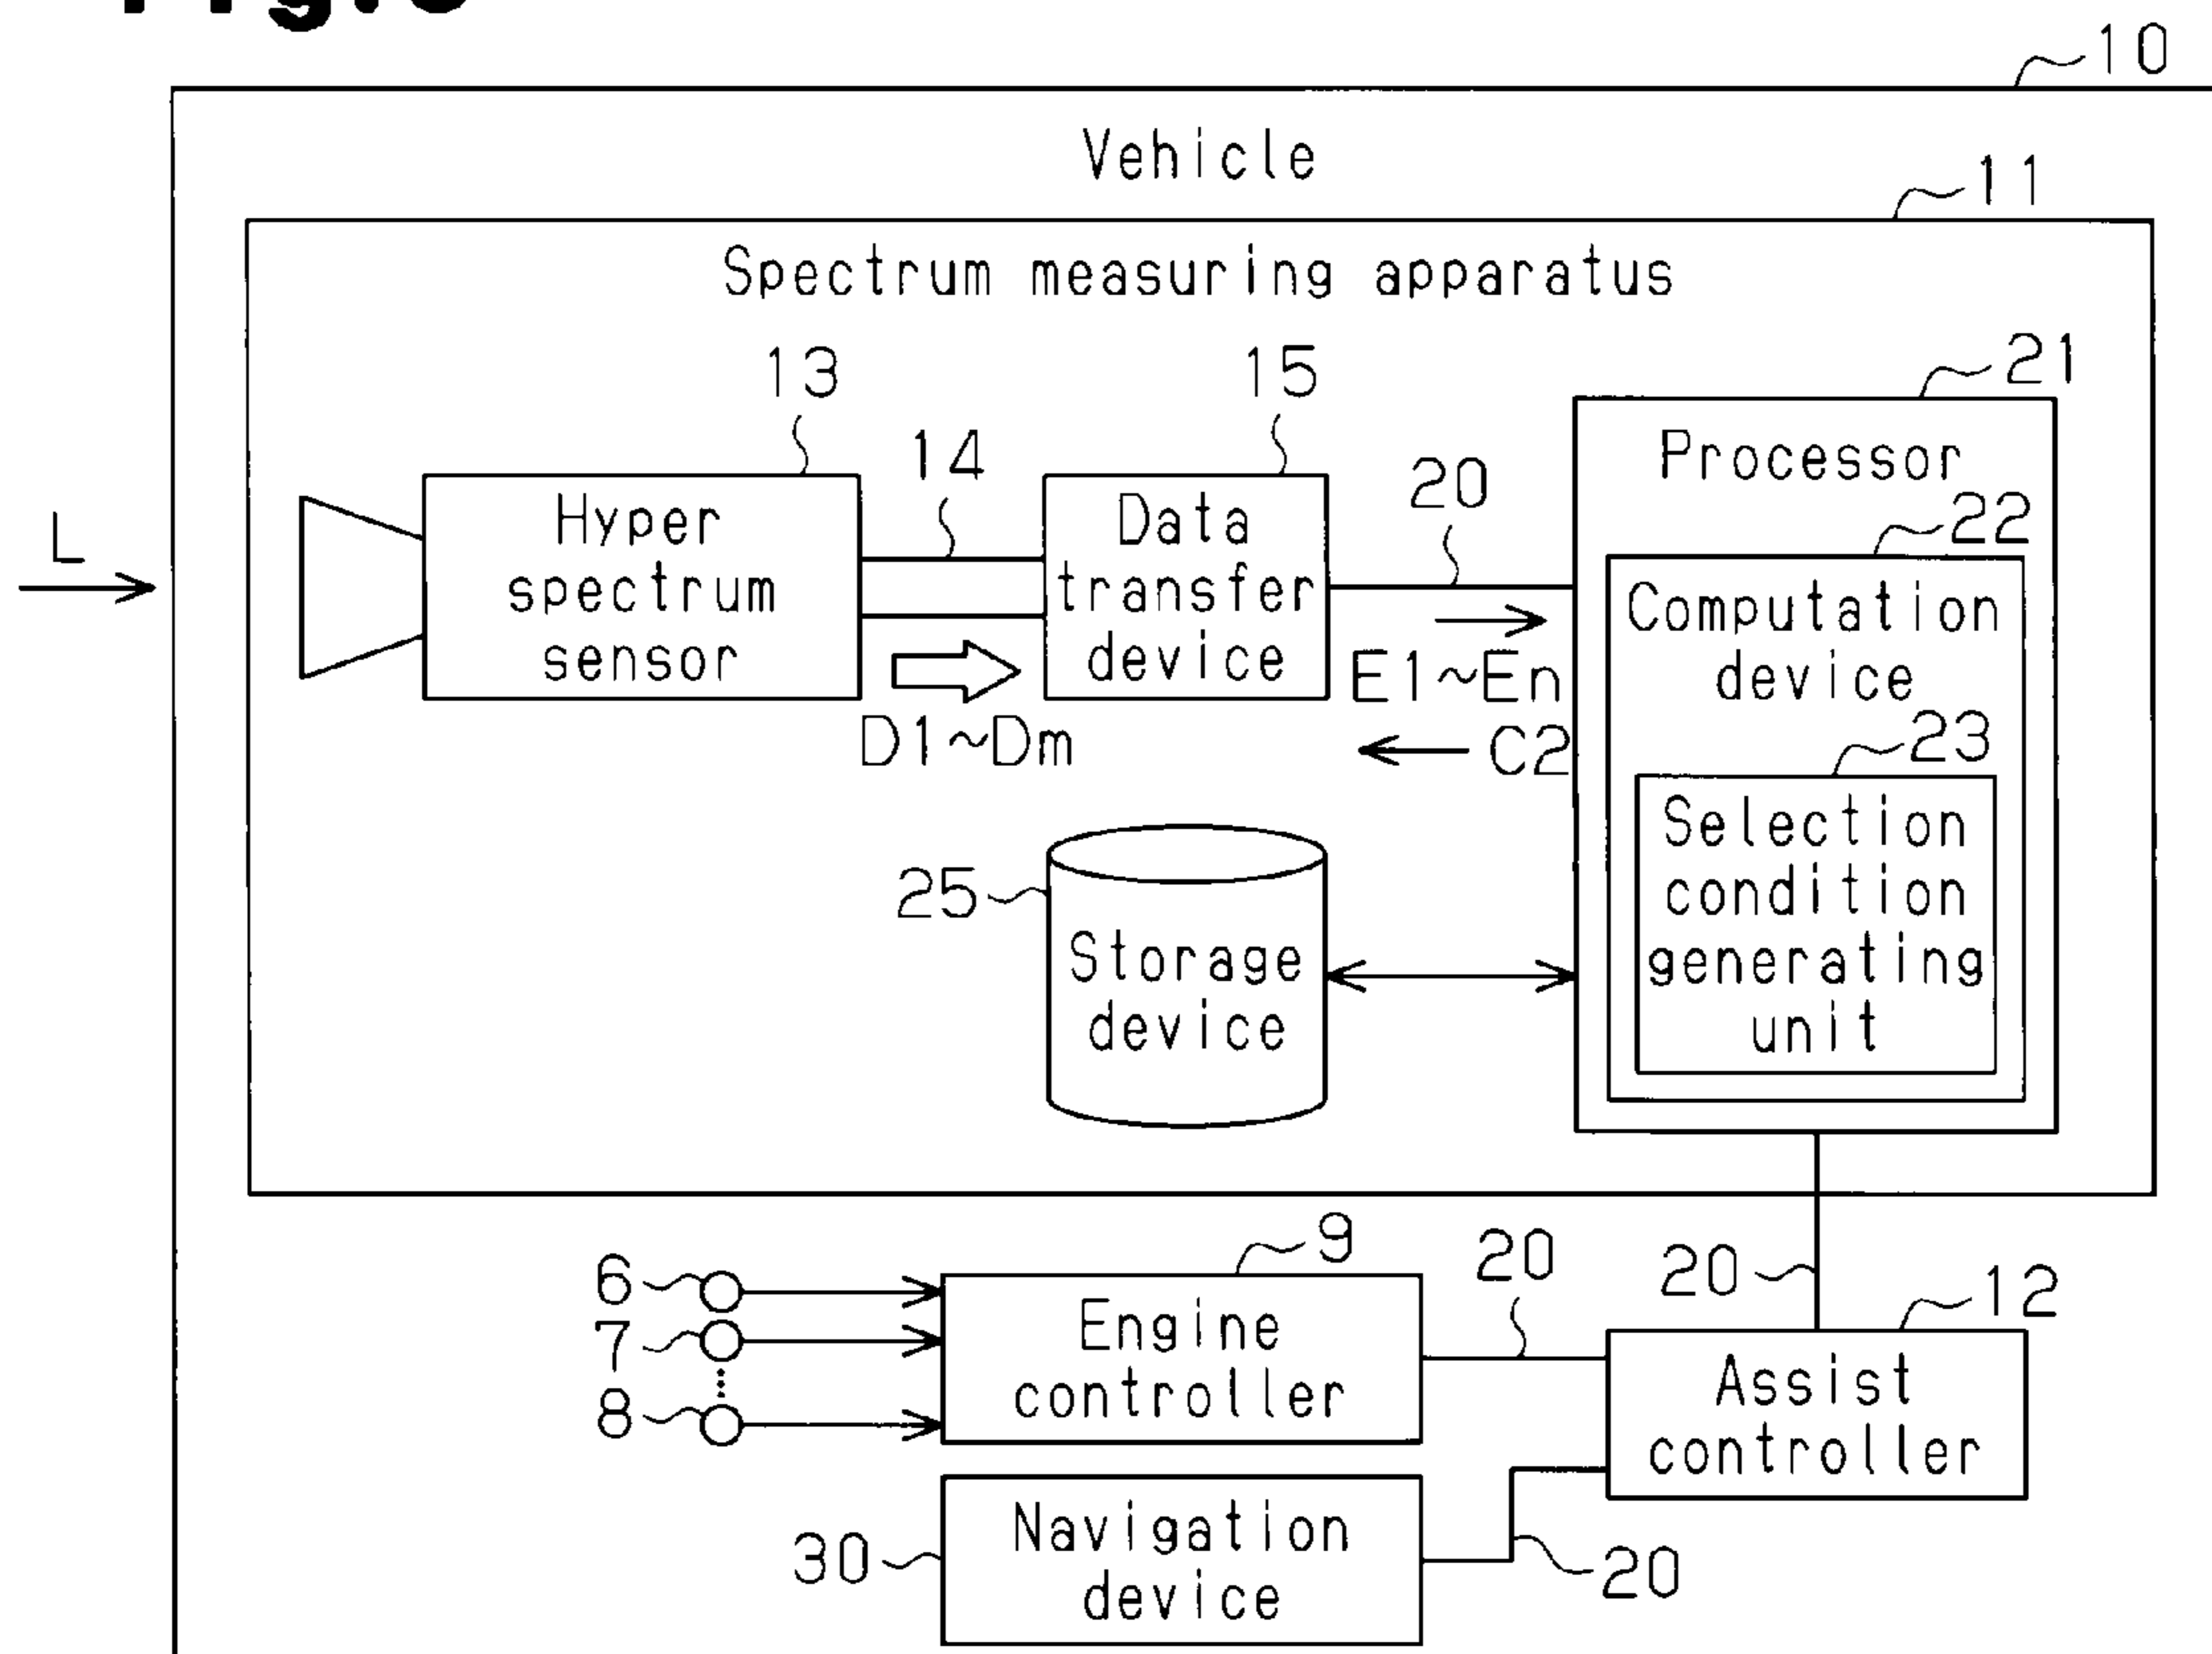 10
Vehicle
11
Spectrum measuring apparatus
13
15
21
14
20
Processor
22
L
Hyper
spectrum
sensor
Data
transfer
device
Computation
device
E1~En
D1~Dm
C2
23
Selection
condition
generating
unit
25
Storage
device
9
20
20
12
6
7
8
Engine
controller
Assist
controller
30
Navigation
device
20